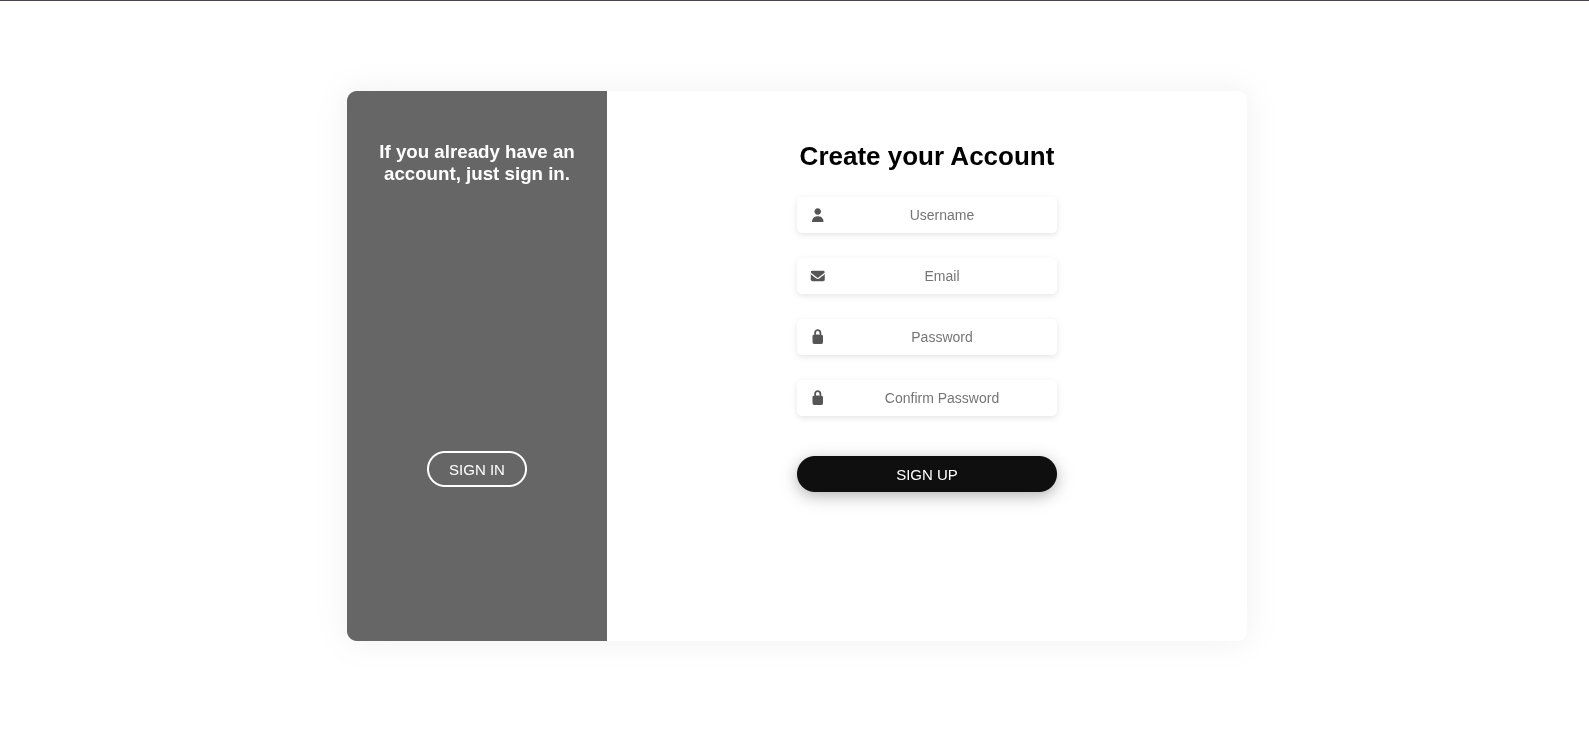 If you already have an
account, just sign in.
SIGN IN
Create your Account
Username
Email
Password
Confirm Password
SIGN UP